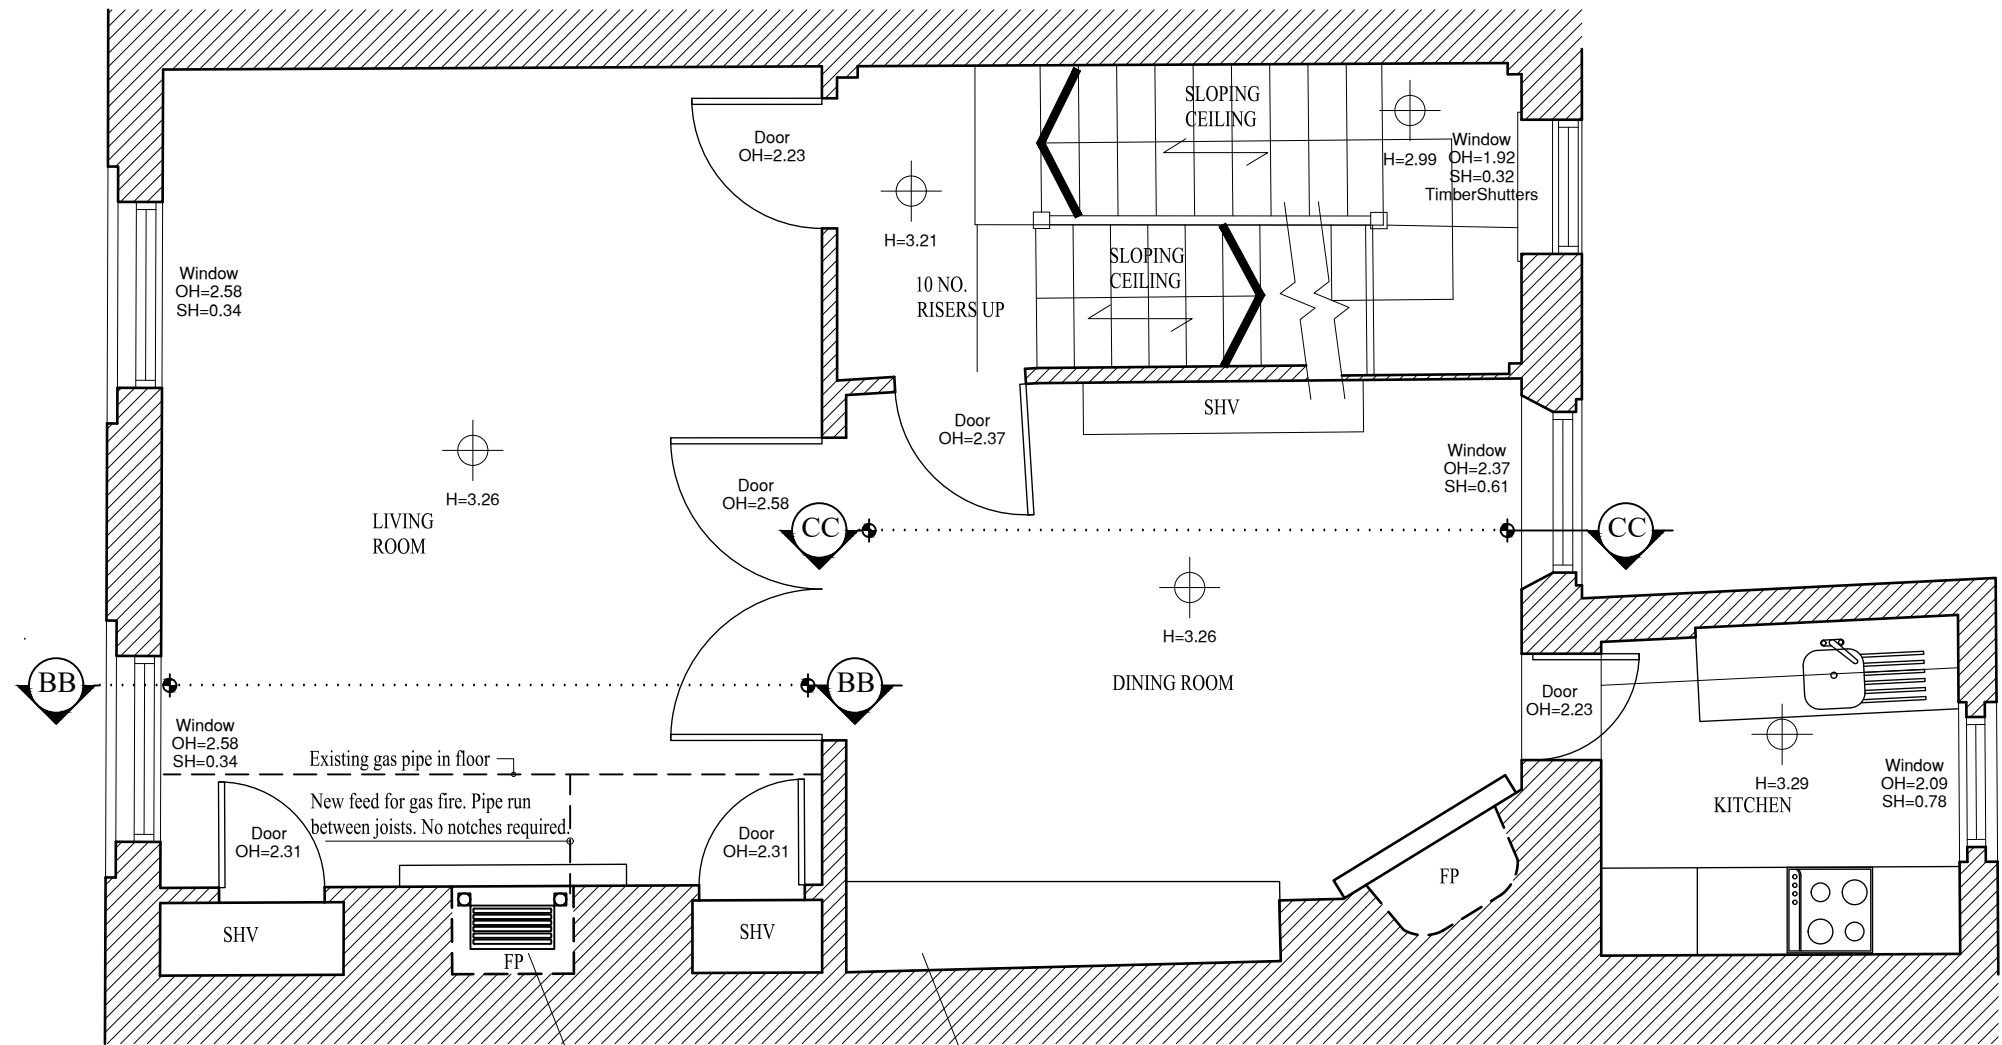 SLOPING
CEILING
Door
OH=2.23
H=2.99
Window
OH=1.92
SH=0.32
TimberShutters
H=3.21
SLOPING
CEILING
10 NO.
RISERS UP
Window
OH=2.58
SH=0.34
SHV
Door
OH=2.37
Window
OH=2.37
SH=0.61
H=3.26
LIVING
ROOM
Door
OH=2.58
CC
CC
H=3.26
DINING ROOM
BB
BB
Door
OH=2.23
Window
OH=2.58
SH=0.34
Existing gas pipe in floor
New feed for gas fire. Pipe run
between joists. No notches required.
Door
OH=2.31
Door
OH=2.31
H=3.29
KITCHEN
Window
OH=2.09
SH=0.78
FP
SHV
FP
SHV